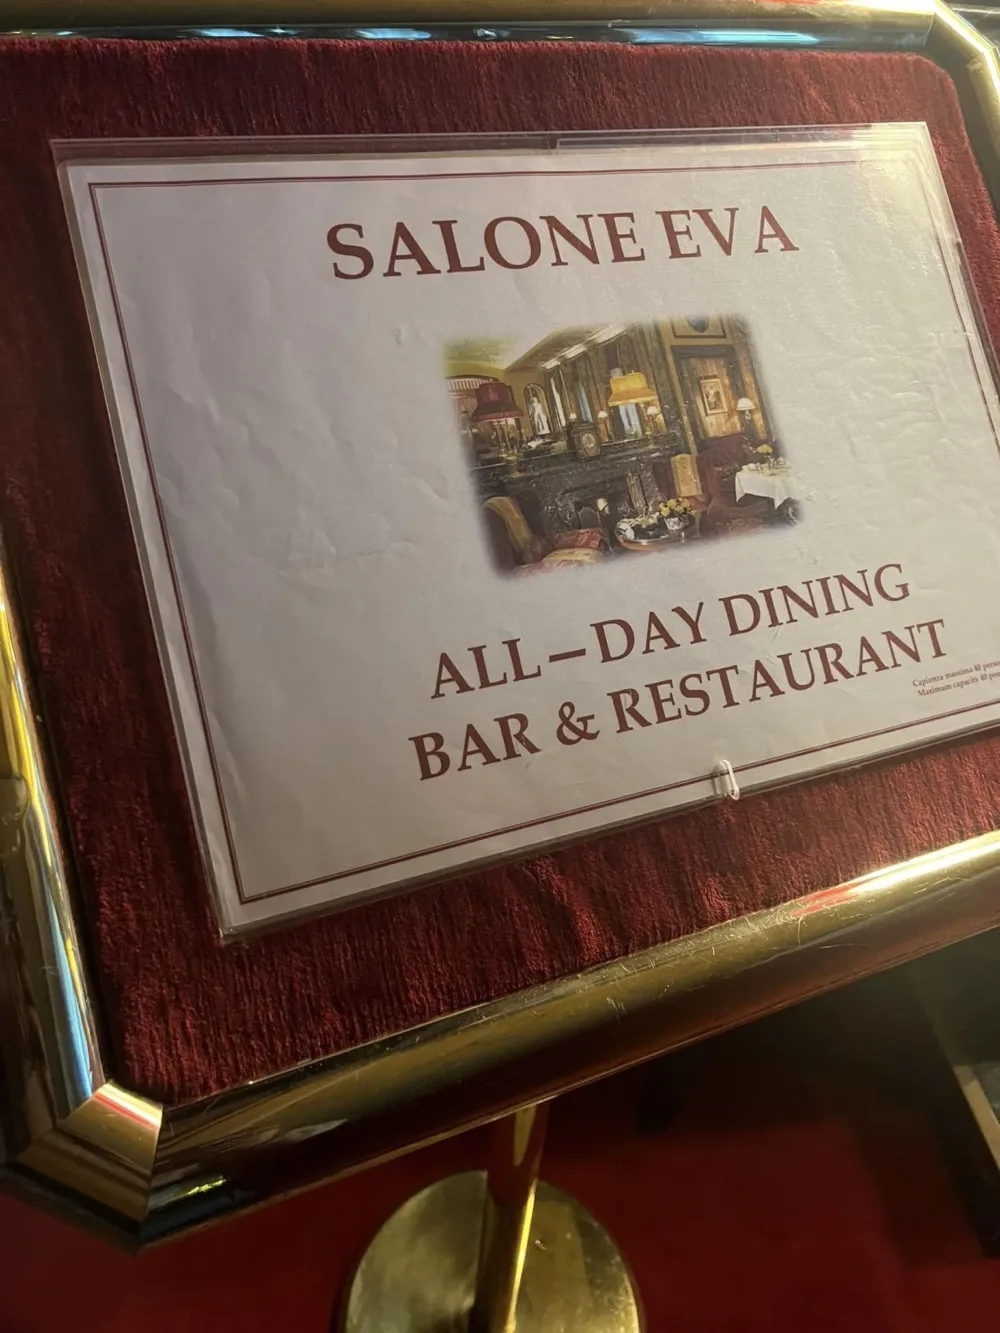 SALONE EVA
ALL – DAY DINING
BAR & RESTAURANT
Capienza massima 40
Maximum capacity 40